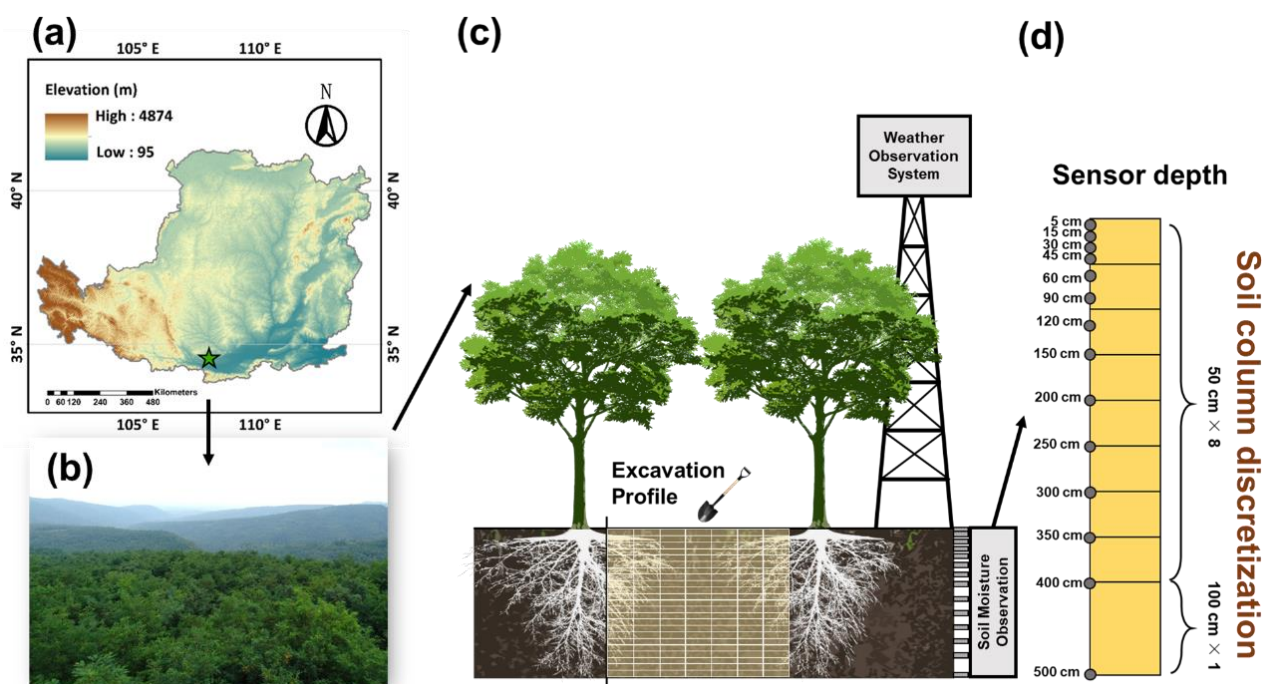 (a)
105° E 110° E
Elevation (m)
High : 4874
Low : 95
N
40° N
40° N
35° N
35° N
Kilometers
0 60 120 240 360 480
105° E 110° E
(b)
(c)
Weather
Observation
System
Excavation
Profile
Soil Moisture
Observation
(d)
Sensor depth
5 cm
15 cm
30 cm
45 cm
60 cm
90 cm
120 cm
150 cm
200 cm
250 cm
300 cm
350 cm
400 cm
500 cm
50 cm × 8
100 cm × 1
Soil column discretization